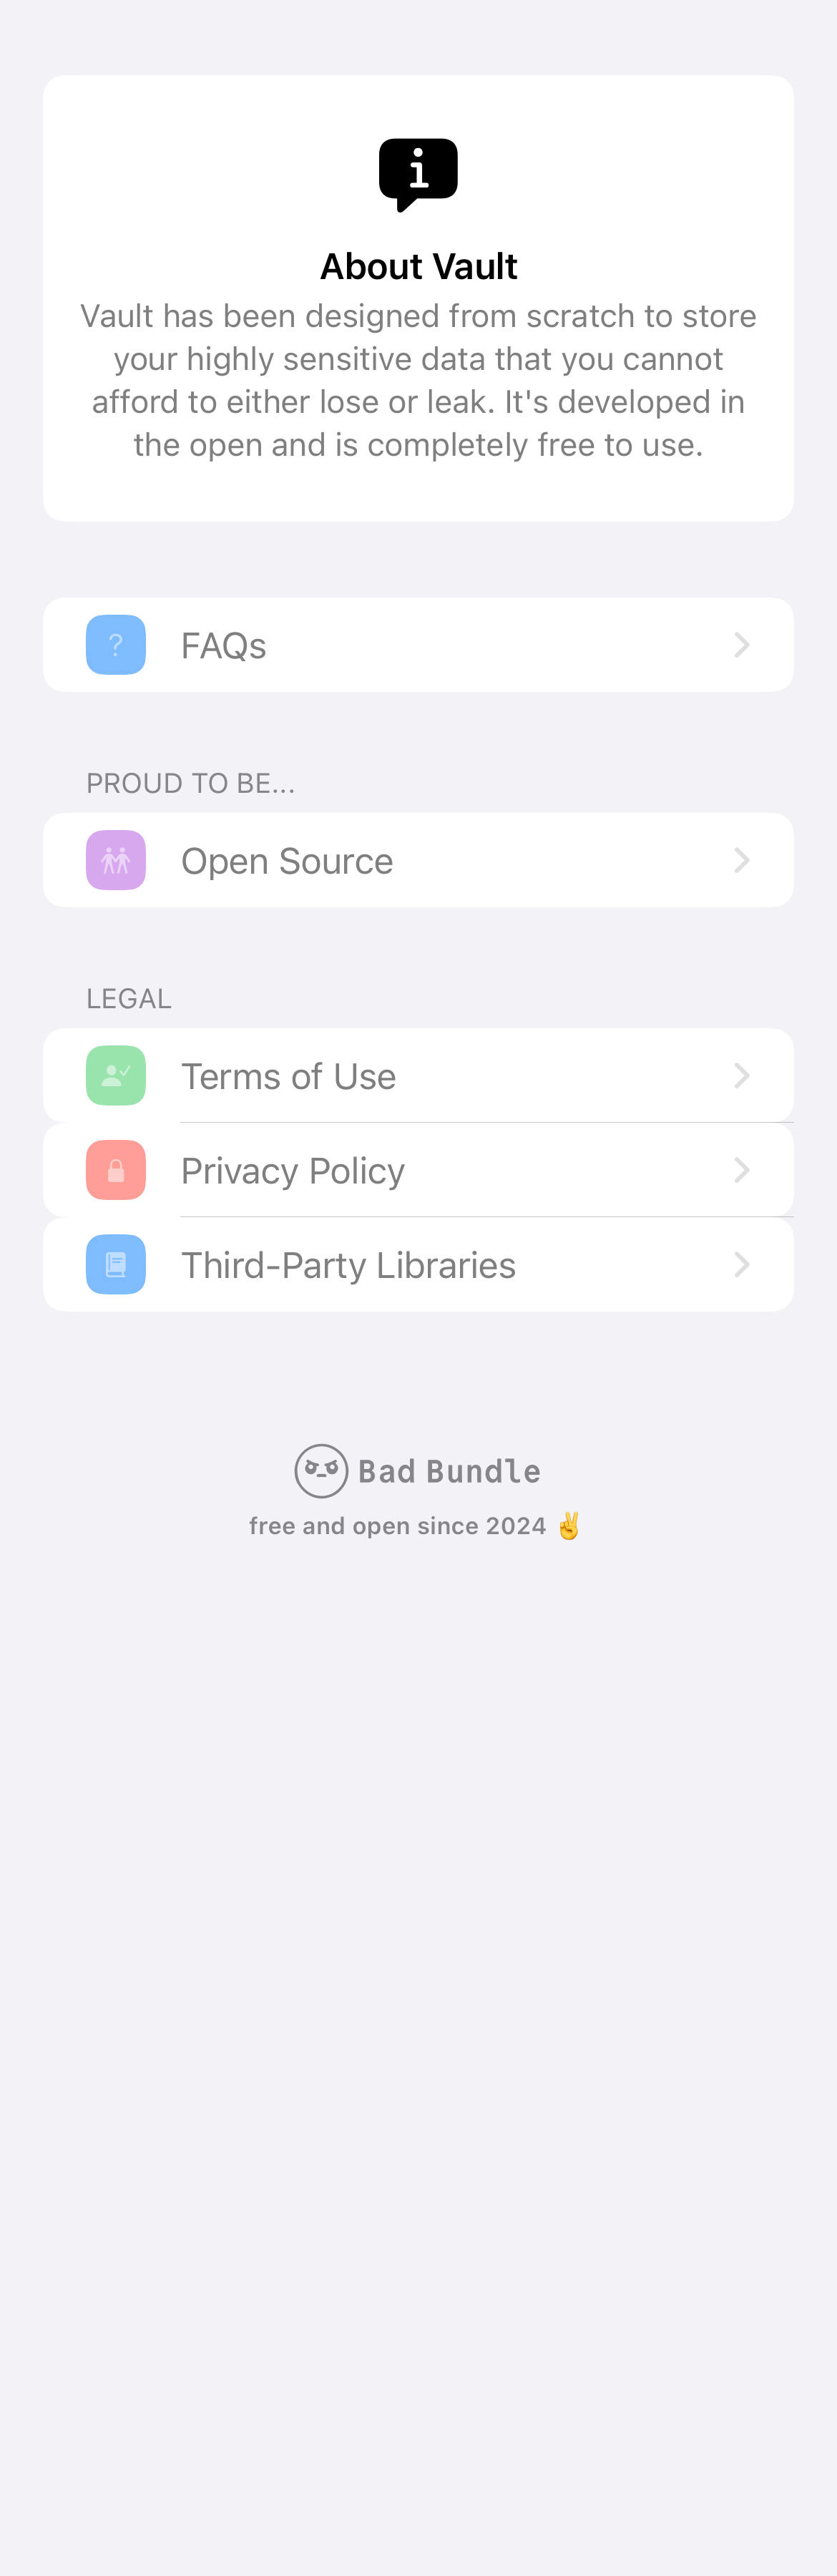 About Vault
Vault has been designed from scratch to store
your highly sensitive data that you cannot
afford to either lose or leak. It's developed in
the open and is completely free to use.
?
FAQs
PROUD TO BE...
Open Source
LEGAL
Terms of Use
Privacy Policy
Third-Party Libraries
Bad Bundle
free and open since 2024 ✌️